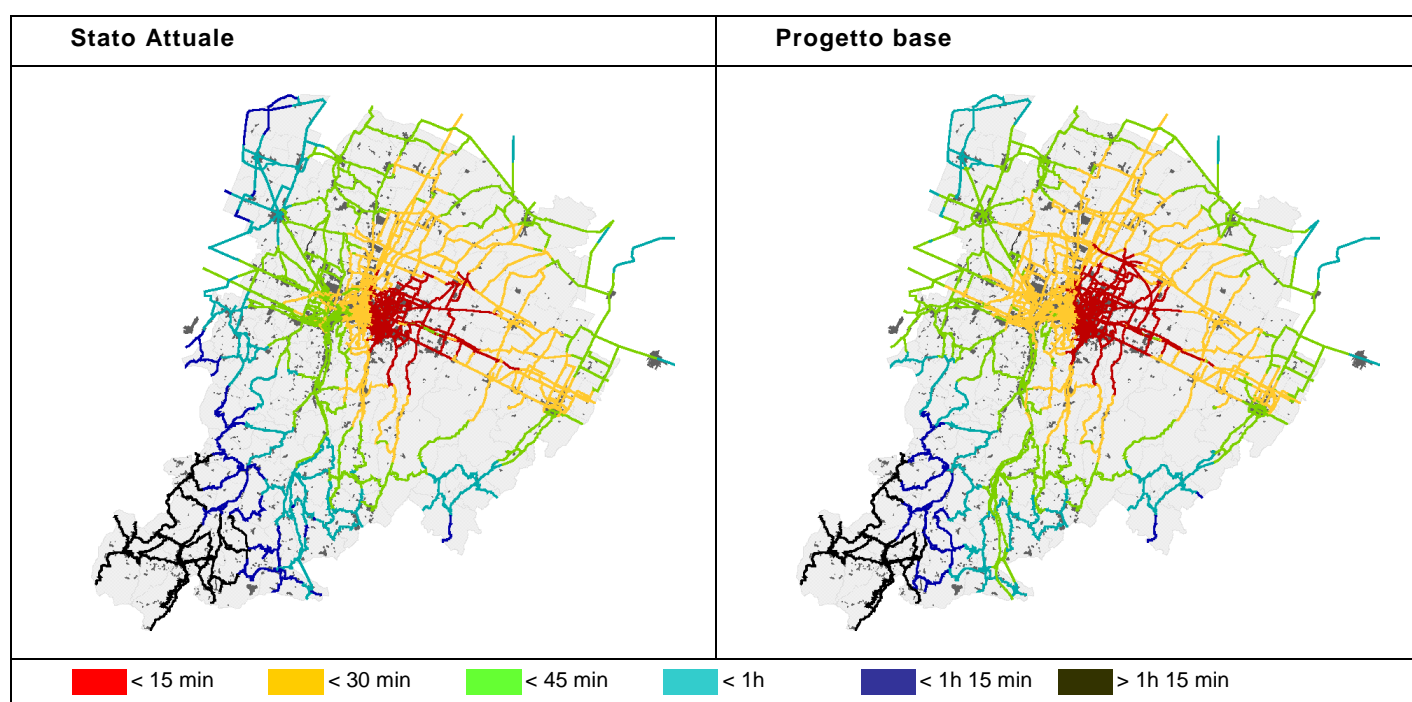 Stato Attuale
Progetto base
< 15 min
< 30 min
< 45 min
< 1h
< 1h 15 min
> 1h 15 min